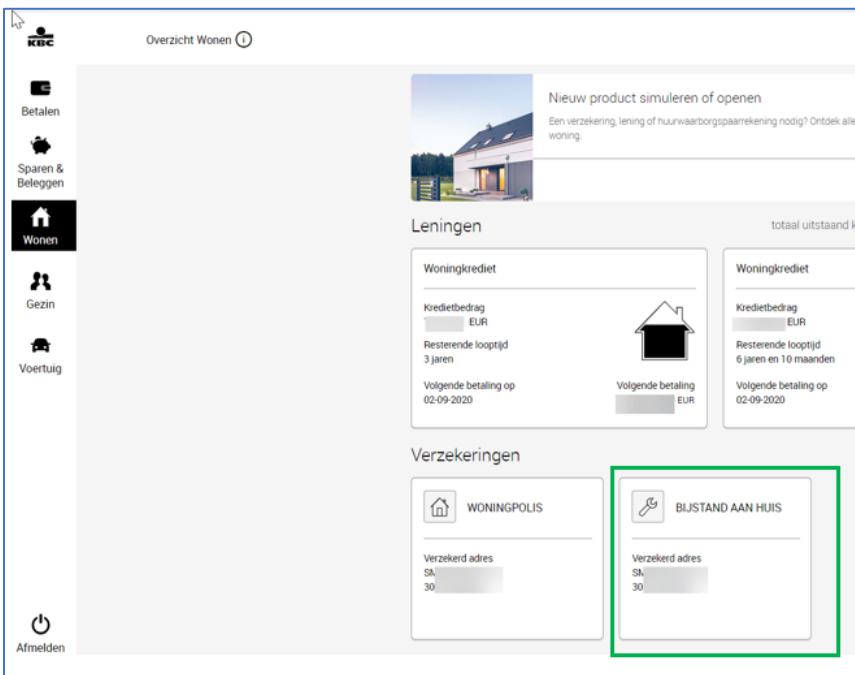 KBC
Overzicht Wonen
Betalen
Sparen &
Beleggen
Wonen
Gezin
Voertuig
Afmelden
Nieuw product simuleren of openen
Een verzekering, lening of huurwaarborgspaarrekening nodig? Ontdek alle
woning.
Leningen
totaal uitstaand k
Woningkrediet
Kredietbedrag
EUR
Resterende looptijd
3 jaren
Volgende betaling op
02-09-2020
Volgende betaling
EUR
Woningkrediet
Kredietbedrag
EUR
Resterende looptijd
6 jaren en 10 maanden
Volgende betaling op
02-09-2020
Verzekeringen
WONINGPOLIS
Verzekerd adres
30
BIJSTAND AAN HUIS
Verzekerd adres
30